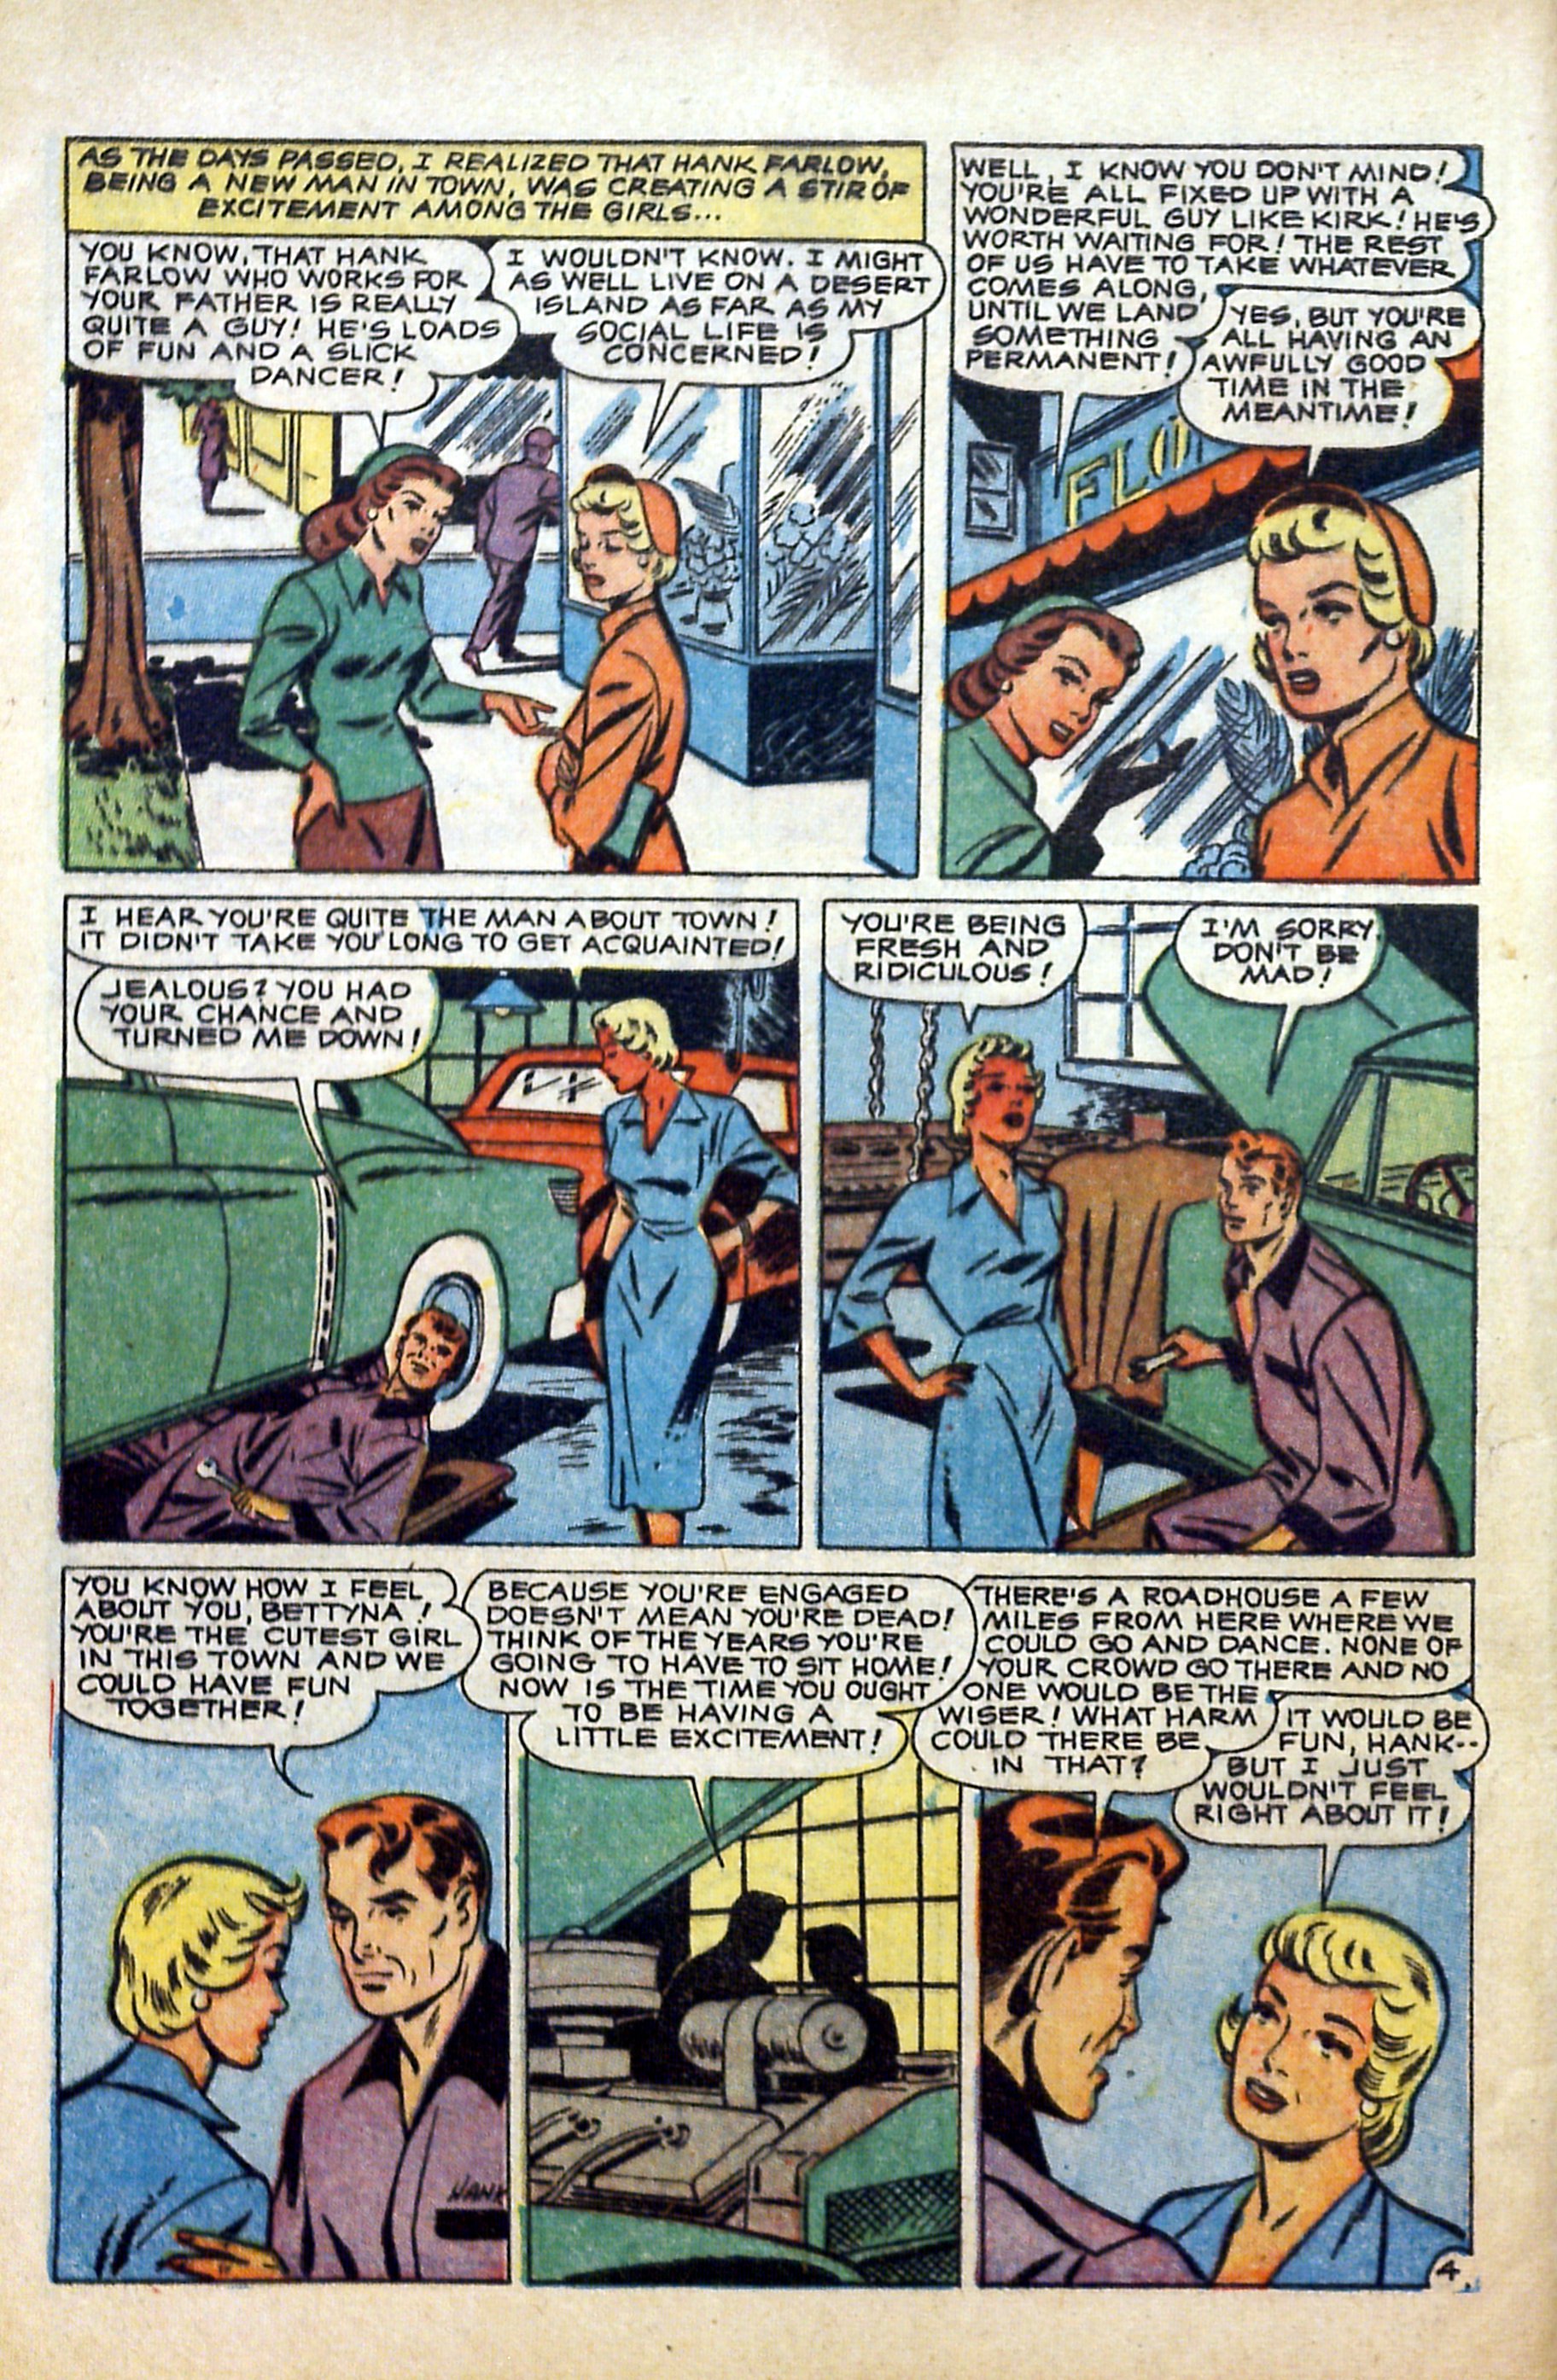 AS THE DAYS PASSED, I REALIZED THAT HANK FARLOW,
BEING A NEW MAN IN TOWN, WAS CREATING A STIR OF
EXCITEMENT AMONG THE GIRLS...
YOU KNOW, THAT HANK
FARLOW WHO WORKS FOR
YOUR FATHER IS REALLY
QUITE A GUY! HE'S LOADS
OF FUN AND A SLICK
DANCER!
I WOULDN'T KNOW. I MIGHT
AS WELL LIVE ON A DESERT
ISLAND AS FAR AS MY
SOCIAL LIFE IS
CONCERNED!
WELL, I KNOW YOU DON'T MIND!
YOU'RE ALL FIXED UP WITH A
WONDERFUL GUY LIKE KIRK! HE'S
WORTH WAITING FOR! THE REST
OF US HAVE TO TAKE WHATEVER
COMES ALONG,
UNTIL WE LAND
SOMETHING
PERMANENT!
YES, BUT YOU'RE
ALL HAVING AN
AWFULLY GOOD
TIME IN THE
MEANTIME!
FLO
I HEAR YOU'RE QUITE THE MAN ABOUT TOWN!
IT DIDN'T TAKE YOU LONG TO GET ACQUAINTED!
JEALOUS? YOU HAD
YOUR CHANCE AND
TURNED ME DOWN!
YOU'RE BEING
FRESH AND
RIDICULOUS!
I'M SORRY.
DON'T BE
MAD!
YOU KNOW HOW I FEEL
ABOUT YOU, BETTYNA!
YOU'RE THE CUTEST GIRL
IN THIS TOWN AND WE
COULD HAVE FUN
TOGETHER!
HANK
BECAUSE YOU'RE ENGAGED
DOESN'T MEAN YOU'RE DEAD!
THINK OF THE YEARS YOU'RE
GOING TO HAVE TO SIT HOME!
NOW IS THE TIME YOU OUGHT
TO BE HAVING A
LITTLE EXCITEMENT!
THERE'S A ROADHOUSE A FEW
MILES FROM HERE WHERE WE
COULD GO AND DANCE. NONE OF
YOUR CROWD GO THERE AND NO
ONE WOULD BE THE
WISER! WHAT HARM
COULD THERE BE
IN THAT?
IT WOULD BE
FUN, HANK--
BUT I JUST
WOULDN'T FEEL
RIGHT ABOUT IT!
4